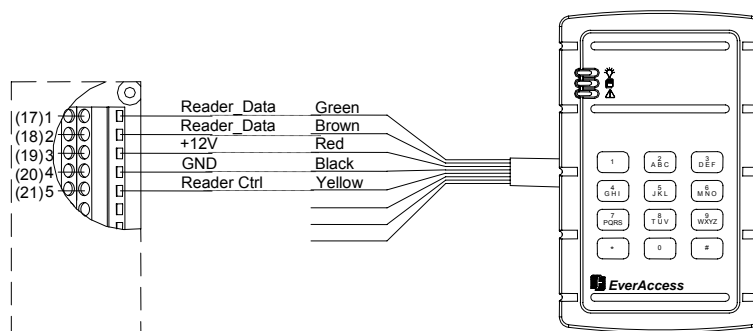 (17)1 Reader_Data Green
(18)2 Reader_Data Brown
(19)3 +12V Red
(20)4 GND Black
(21)5 Reader Ctrl Yellow
1 2 3
ABC DEF
4 5 6
GHI JKL MNO
7 8 9
PQRS TUV WXYZ
* 0 #
EverAccess